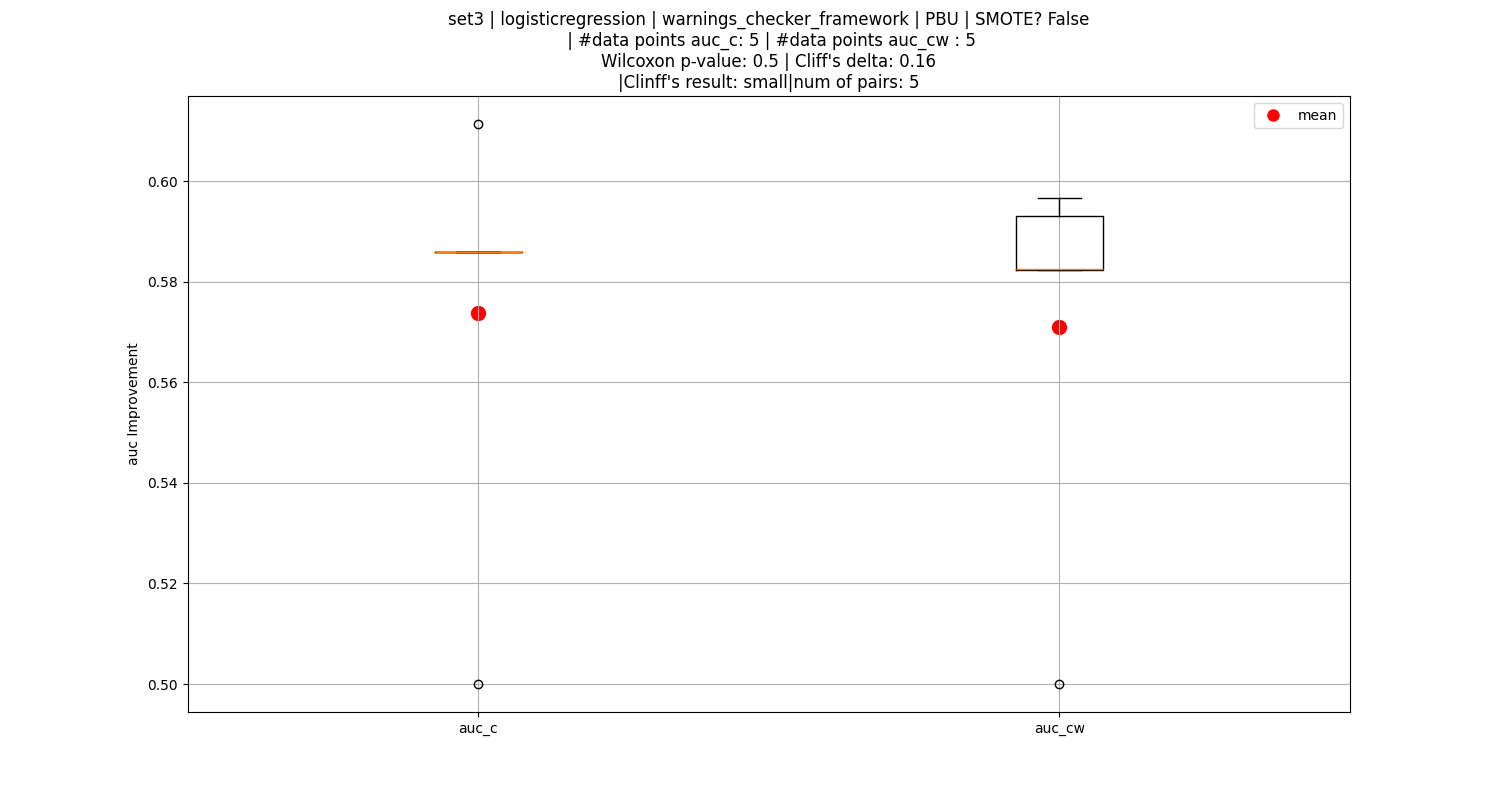 set3 | logisticregression | warnings_checker_framework | PBU | SMOTE? False
| #data points auc_c: 5 | #data points auc_cw : 5
Wilcoxon p-value: 0.5 | Cliff's delta: 0.16
|Clinff's result: small|num of pairs: 5
mean
0.60
0.58
0.56
0.54
0.52
0.50
auc Improvement
auc_c
auc_cw